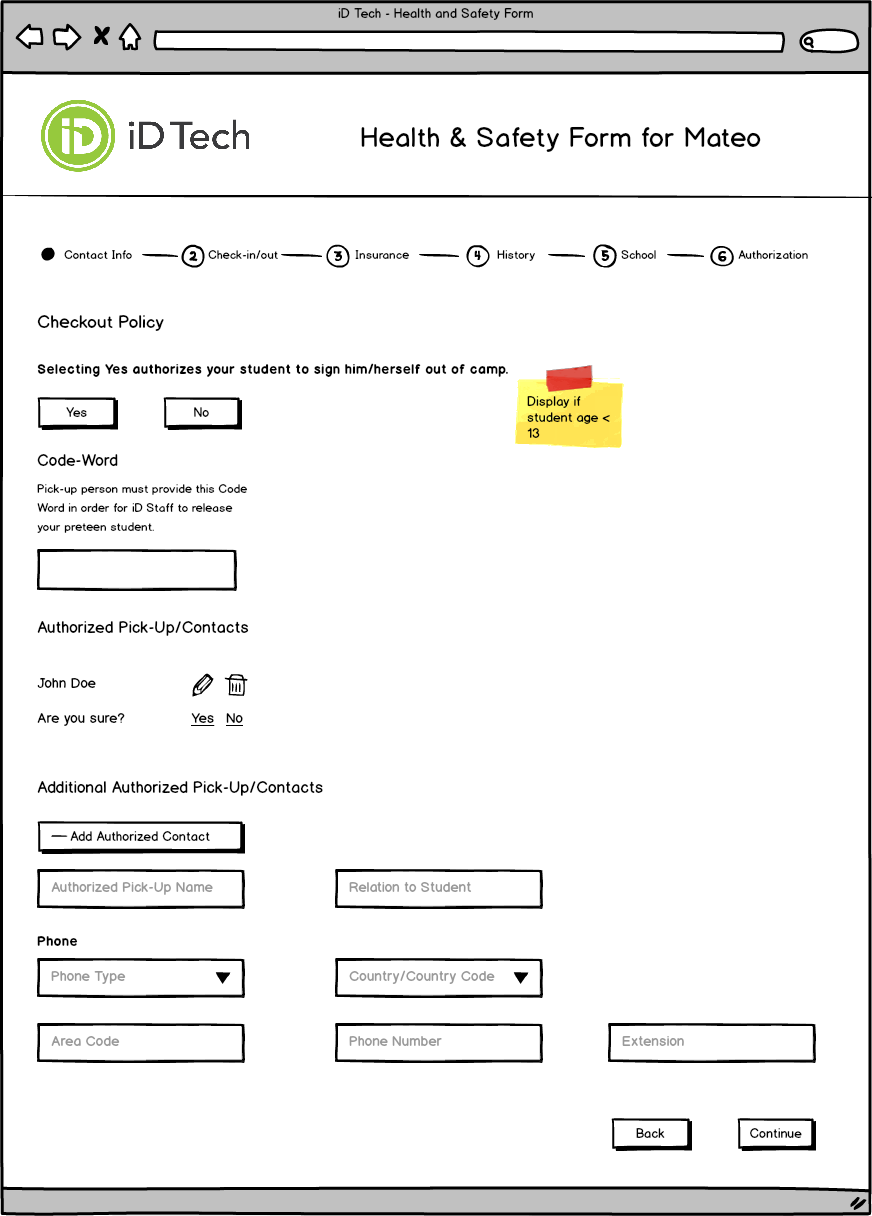 iD Tech - Health and Safety Form
iD iD Tech
Health & Safety Form for Mateo
Contact Info 2 Check-in/out 3 Insurance 4 History 5 School 6 Authorization
Checkout Policy
Selecting Yes authorizes your student to sign him/herself out of camp.
Display if
student age <
13
Yes No
Code-Word
Pick-up person must provide this Code
Word in order for iD Staff to release
your preteen student.
Authorized Pick-Up/Contacts
John Doe
Are you sure? Yes No
Additional Authorized Pick-Up/Contacts
— Add Authorized Contact
Authorized Pick-Up Name Relation to Student
Phone
Phone Type Country/Country Code
Area Code Phone Number Extension
Back Continue